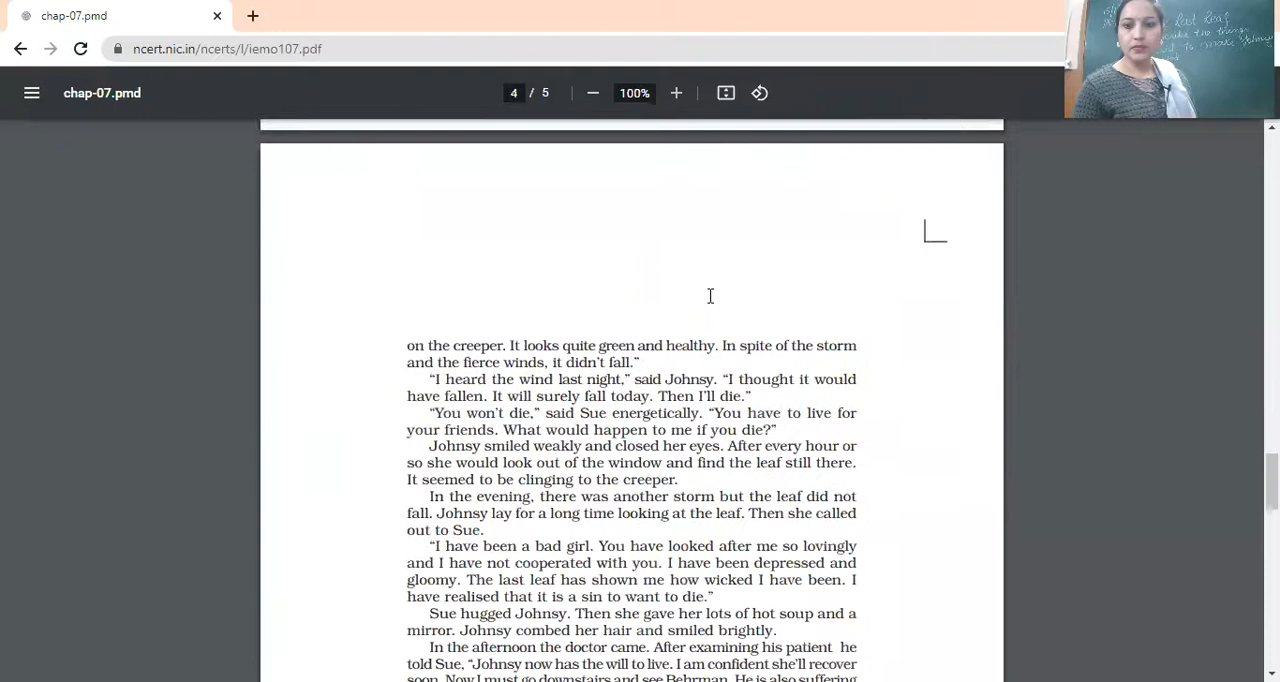 chap-07.pmd
ncert.nic.in/ncerts/l/iemo107.pdf
chap-07.pmd
4 / 5
100%
last Leaf
the things
to make Johnsy
on the creeper. It looks quite green and healthy. In spite of the storm
and the fierce winds, it didn't fall.”
“I heard the wind last night,” said Johnsy. “I thought it would
have fallen. It will surely fall today. Then I'll die.”
“You won't die,” said Sue energetically. “You have to live for
your friends. What would happen to me if you die?”
Johnsy smiled weakly and closed her eyes. After every hour or
so she would look out of the window and find the leaf still there.
It seemed to be clinging to the creeper.
In the evening, there was another storm but the leaf did not
fall. Johnsy lay for a long time looking at the leaf. Then she called
out to Sue.
“I have been a bad girl. You have looked after me so lovingly
and I have not cooperated with you. I have been depressed and
gloomy. The last leaf has shown me how wicked I have been. I
have realised that it is a sin to want to die.”
Sue hugged Johnsy. Then she gave her lots of hot soup and a
mirror. Johnsy combed her hair and smiled brightly.
In the afternoon the doctor came. After examining his patient he
told Sue, “Johnsy now has the will to live. I am confident she'll recover
soon. Now I must go downstairs and see Behrman. He is also suffering